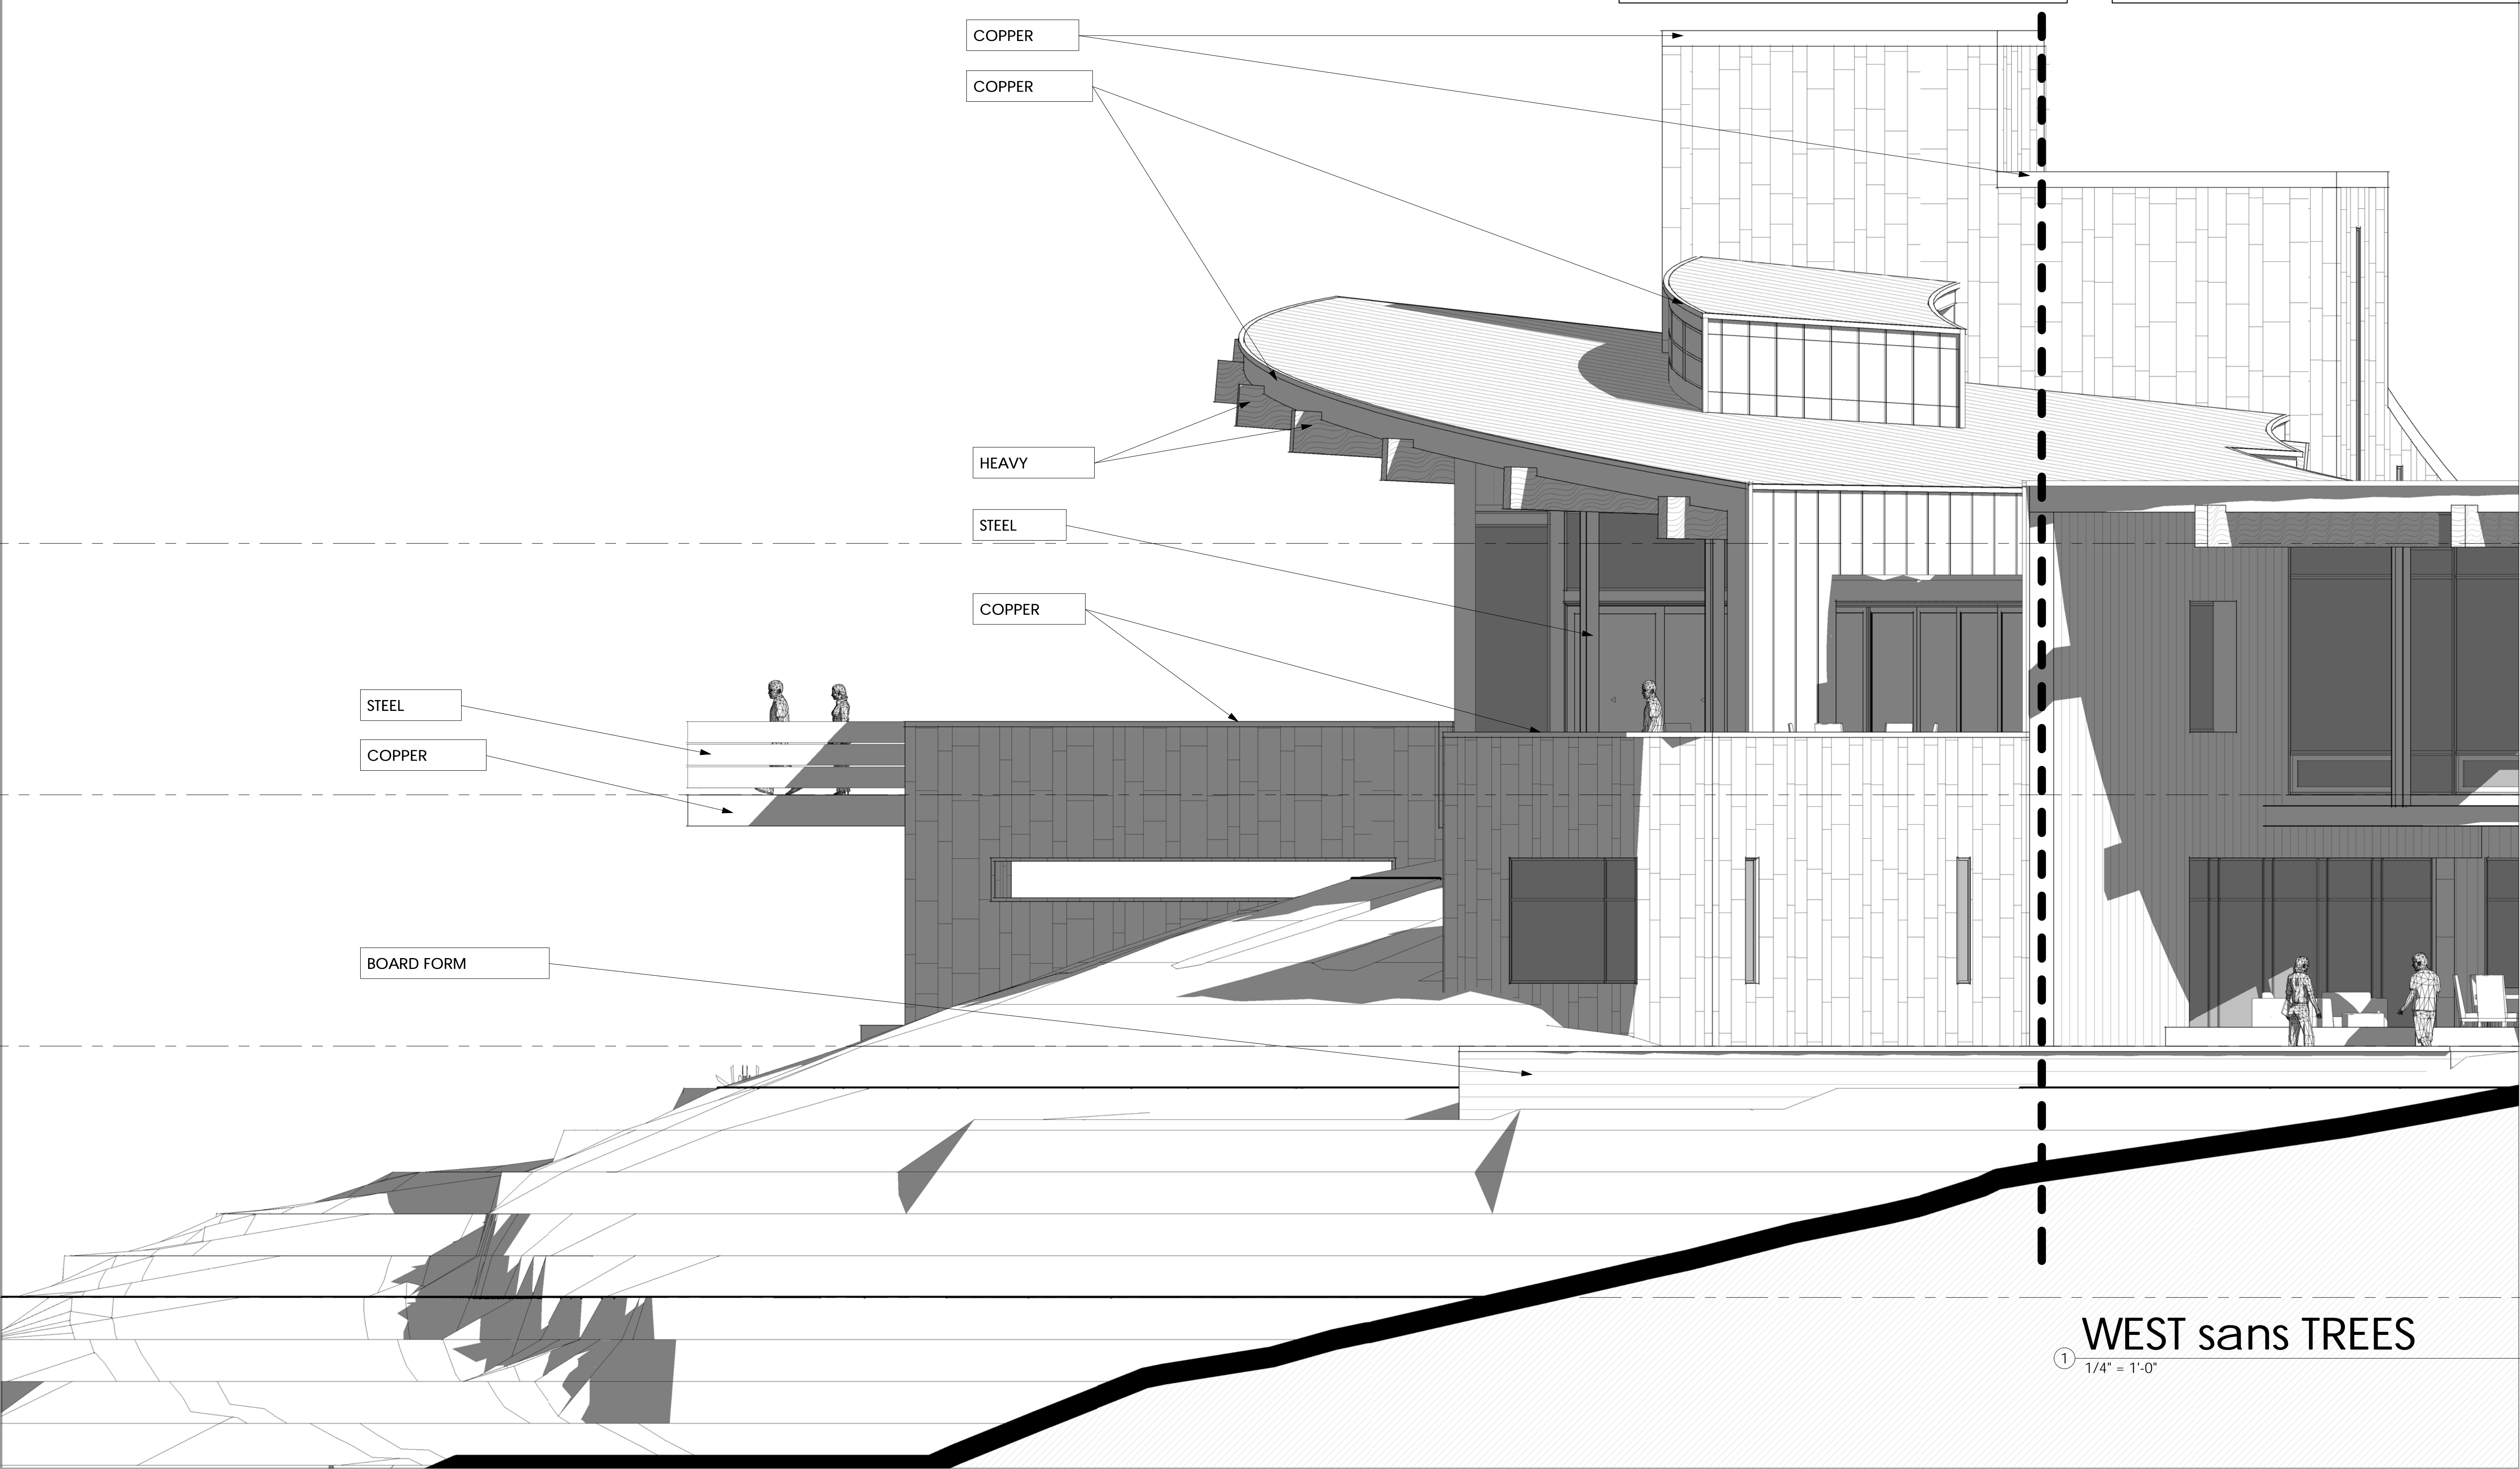 COPPER
COPPER
HEAVY
STEEL
COPPER
STEEL
COPPER
BOARD FORM
WEST sans TREES
1
1/4" = 1'-0"